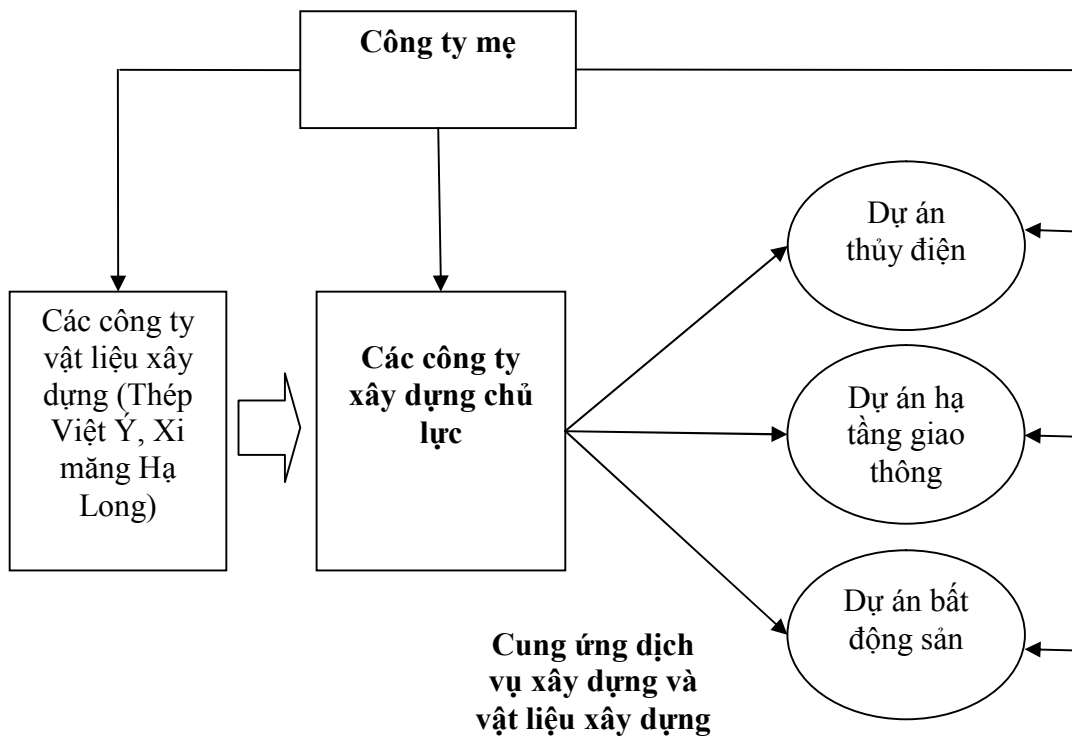 Công ty mẹ
Dự án
thủy điện
Các công ty
vật liệu xây
dựng (Thép
Việt Ý, Xi
măng Hạ
Long)
Các công ty
xây dựng chủ
lực
Dự án hạ
tầng giao
thông
Dự án bất
động sản
Cung ứng dịch
vụ xây dựng và
vật liệu xây dựng